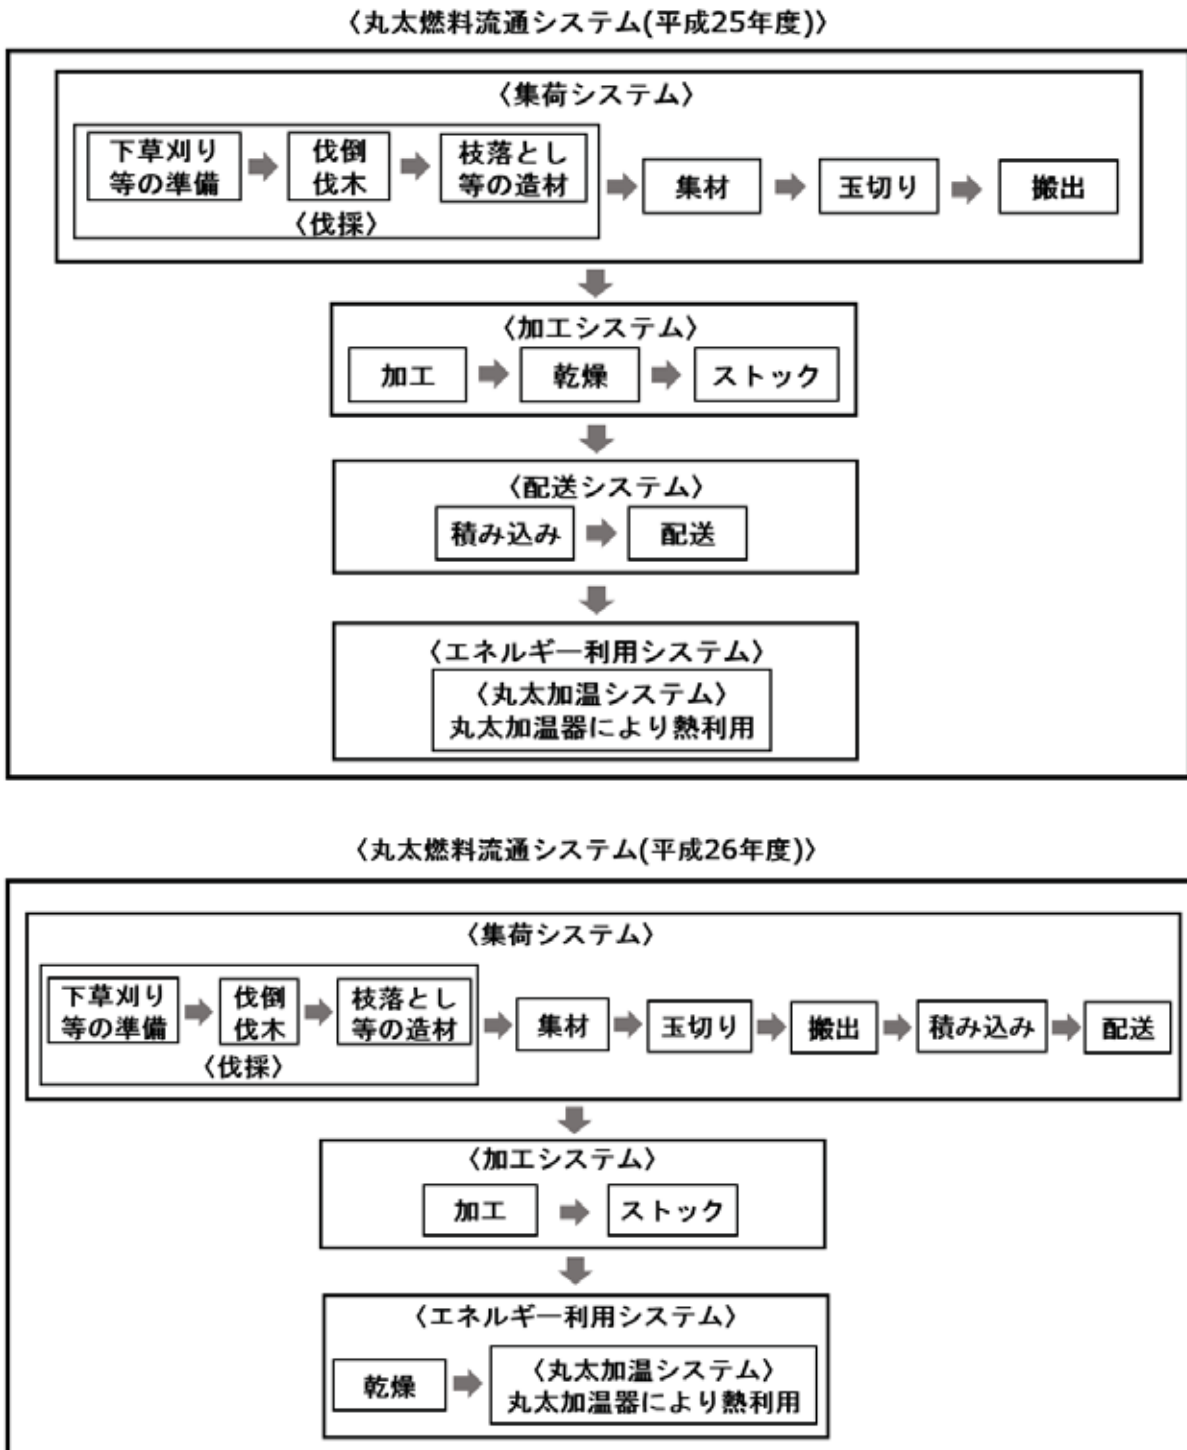 〈丸太燃料流通システム(平成25年度)〉
〈集荷システム〉
下草刈り
等の準備
伐倒
伐木
枝落とし
等の造材
〈伐採〉
集材
玉切り
搬出
〈加工システム〉
加工
乾燥
ストック
〈配送システム〉
積み込み
配送
〈エネルギー利用システム〉
〈丸太加温システム〉
丸太加温器により熱利用
〈丸太燃料流通システム(平成26年度)〉
〈集荷システム〉
下草刈り
等の準備
伐倒
伐木
枝落とし
等の造材
〈伐採〉
集材
玉切り
搬出
積み込み
配送
〈加工システム〉
加工
ストック
〈エネルギー利用システム〉
乾燥
〈丸太加温システム〉
丸太加温器により熱利用